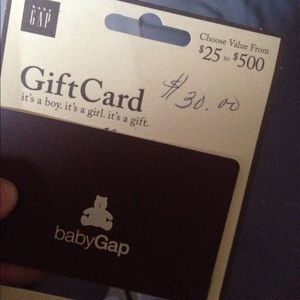 baby
GAP
Choose Value From
$25 to $500
GiftCard
it's a boy. it's a girl. it's a gift.
$30.00
babyGap